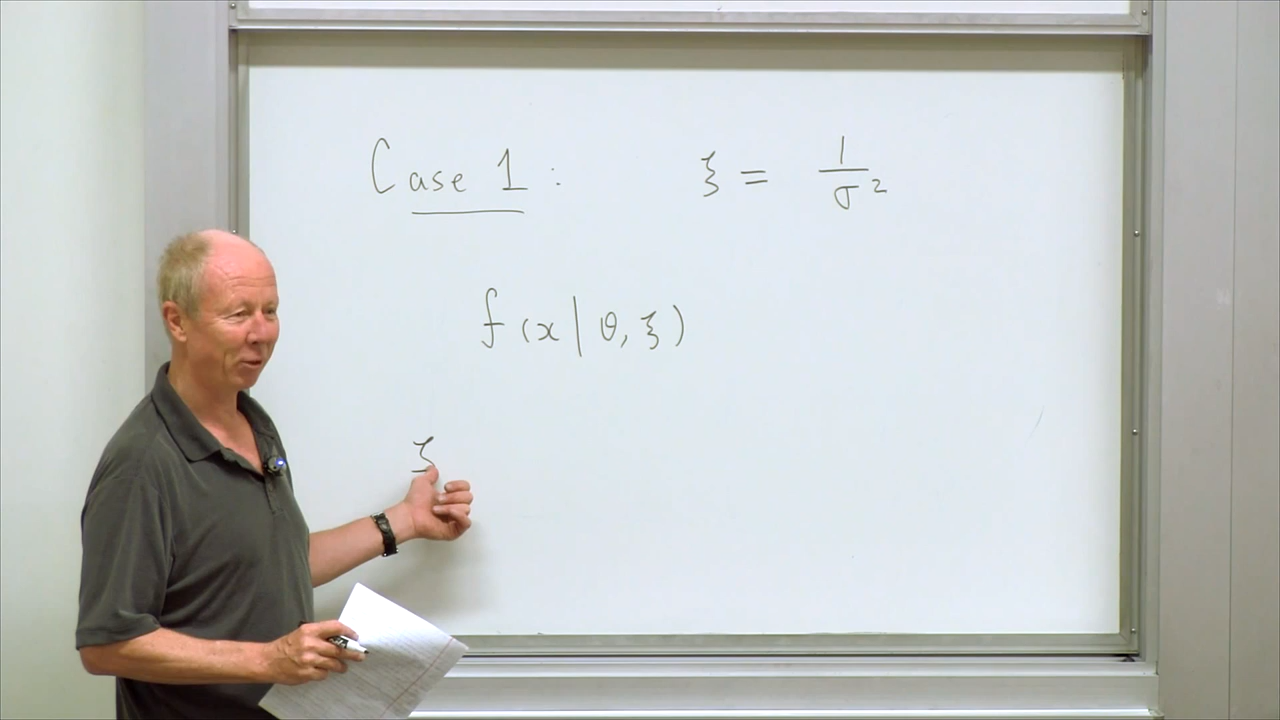 Case 1 : ξ = 1/σ²
f(x | θ, ξ)
ξ